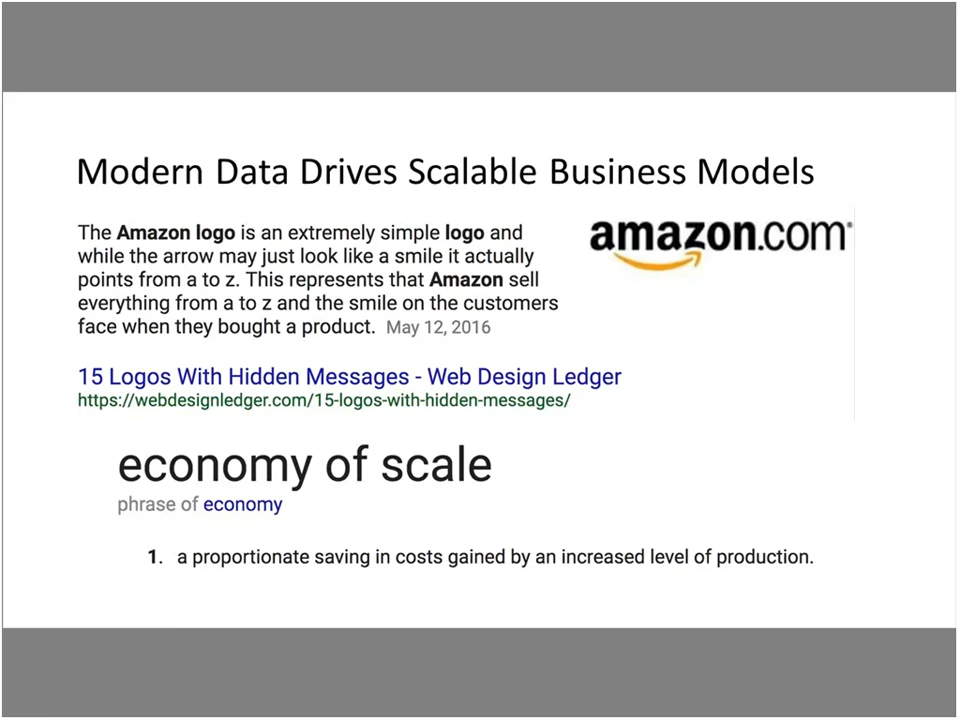 Modern Data Drives Scalable Business Models
The Amazon logo is an extremely simple logo and
while the arrow may just look like a smile it actually
points from a to z. This represents that Amazon sell
everything from a to z and the smile on the customers
face when they bought a product. May 12, 2016
amazon.com
15 Logos With Hidden Messages - Web Design Ledger
https://webdesignledger.com/15-logos-with-hidden-messages/
economy of scale
phrase of economy
1. a proportionate saving in costs gained by an increased level of production.